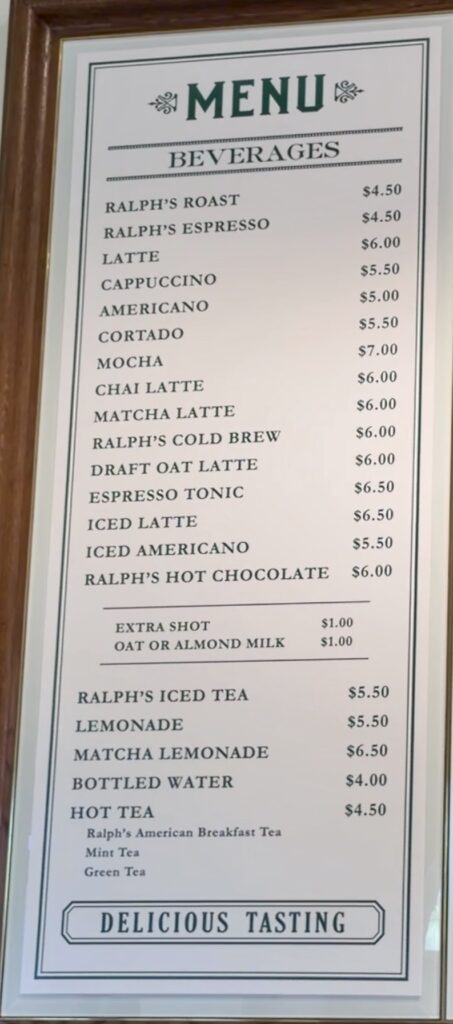 MENU
BEVERAGES
RALPH'S ROAST $4.50
RALPH'S ESPRESSO $4.50
LATTE $6.00
CAPPUCCINO $5.50
AMERICANO $5.00
CORTADO $5.50
MOCHA $7.00
CHAI LATTE $6.00
MATCHA LATTE $6.00
RALPH'S COLD BREW $6.00
DRAFT OAT LATTE $6.00
ESPRESSO TONIC $6.50
ICED LATTE $6.50
ICED AMERICANO $5.50
RALPH'S HOT CHOCOLATE $6.00
EXTRA SHOT $1.00
OAT OR ALMOND MILK $1.00
RALPH'S ICED TEA $5.50
LEMONADE $5.50
MATCHA LEMONADE $6.50
BOTTLED WATER $4.00
HOT TEA $4.50
Ralph's American Breakfast Tea
Mint Tea
Green Tea
DELICIOUS TASTING